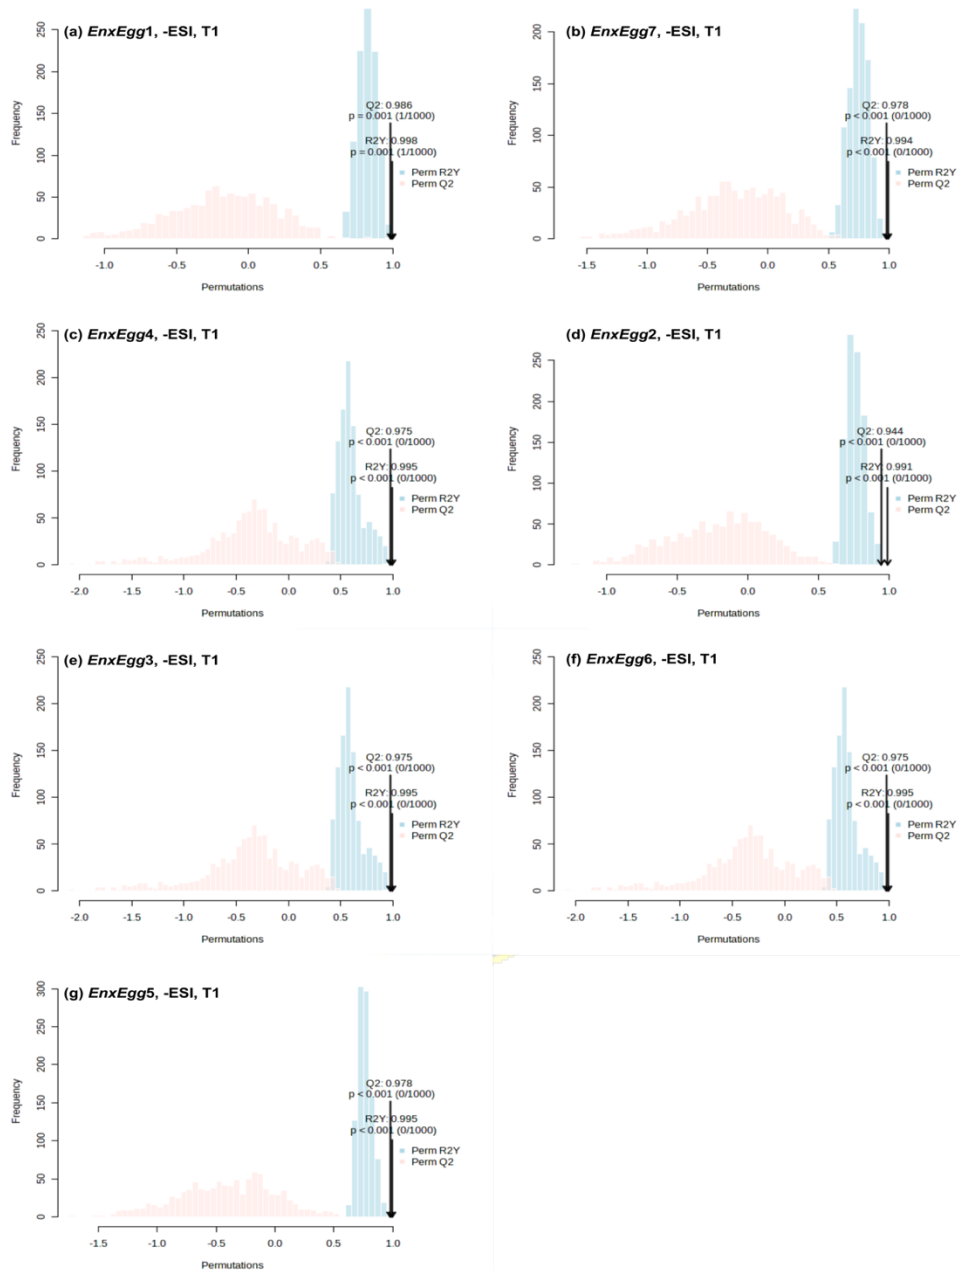 (a) EnxEgg1, -ESI, T1
250
200
150
100
50
0
Frequency
Q2: 0.986
p = 0.001 (1/1000)
R2Y: 0.998
p = 0.001 (1/1000)
Perm R2Y
Perm Q2
-1.0 -0.5 0.0 0.5 1.0
Permutations
(b) EnxEgg7, -ESI, T1
200
150
100
50
0
Frequency
Q2: 0.978
p < 0.001 (0/1000)
R2Y: 0.994
p < 0.001 (0/1000)
Perm R2Y
Perm Q2
-1.5 -1.0 -0.5 0.0 0.5 1.0
Permutations
(c) EnxEgg4, -ESI, T1
250
200
150
100
50
0
Frequency
Q2: 0.975
p < 0.001 (0/1000)
R2Y: 0.995
p < 0.001 (0/1000)
Perm R2Y
Perm Q2
-2.0 -1.5 -1.0 -0.5 0.0 0.5 1.0
Permutations
(d) EnxEgg2, -ESI, T1
250
200
150
100
50
0
Frequency
Q2: 0.944
p < 0.001 (0/1000)
R2Y: 0.991
p < 0.001 (0/1000)
Perm R2Y
Perm Q2
-1.0 -0.5 0.0 0.5 1.0
Permutations
(e) EnxEgg3, -ESI, T1
250
200
150
100
50
0
Frequency
Q2: 0.975
p < 0.001 (0/1000)
R2Y: 0.995
p < 0.001 (0/1000)
Perm R2Y
Perm Q2
-2.0 -1.5 -1.0 -0.5 0.0 0.5 1.0
Permutations
(f) EnxEgg6, -ESI, T1
250
200
150
100
50
0
Frequency
Q2: 0.975
p < 0.001 (0/1000)
R2Y: 0.995
p < 0.001 (0/1000)
Perm R2Y
Perm Q2
-2.0 -1.5 -1.0 -0.5 0.0 0.5 1.0
Permutations
(g) EnxEgg5, -ESI, T1
300
250
200
150
100
50
0
Frequency
Q2: 0.978
p < 0.001 (0/1000)
R2Y: 0.995
p < 0.001 (0/1000)
Perm R2Y
Perm Q2
-1.5 -1.0 -0.5 0.0 0.5 1.0
Permutations